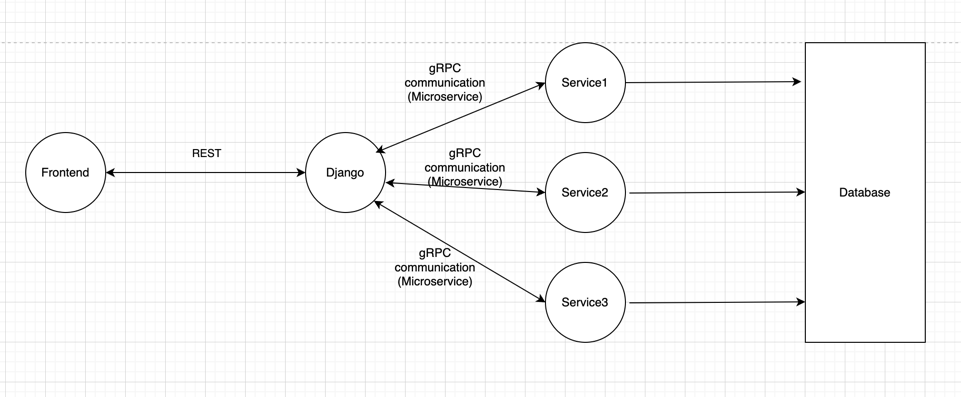 Frontend
REST
Django
gRPC
communication
(Microservice)
gRPC
communication
(Microservice)
gRPC
communication
(Microservice)
Service1
Service2
Service3
Database